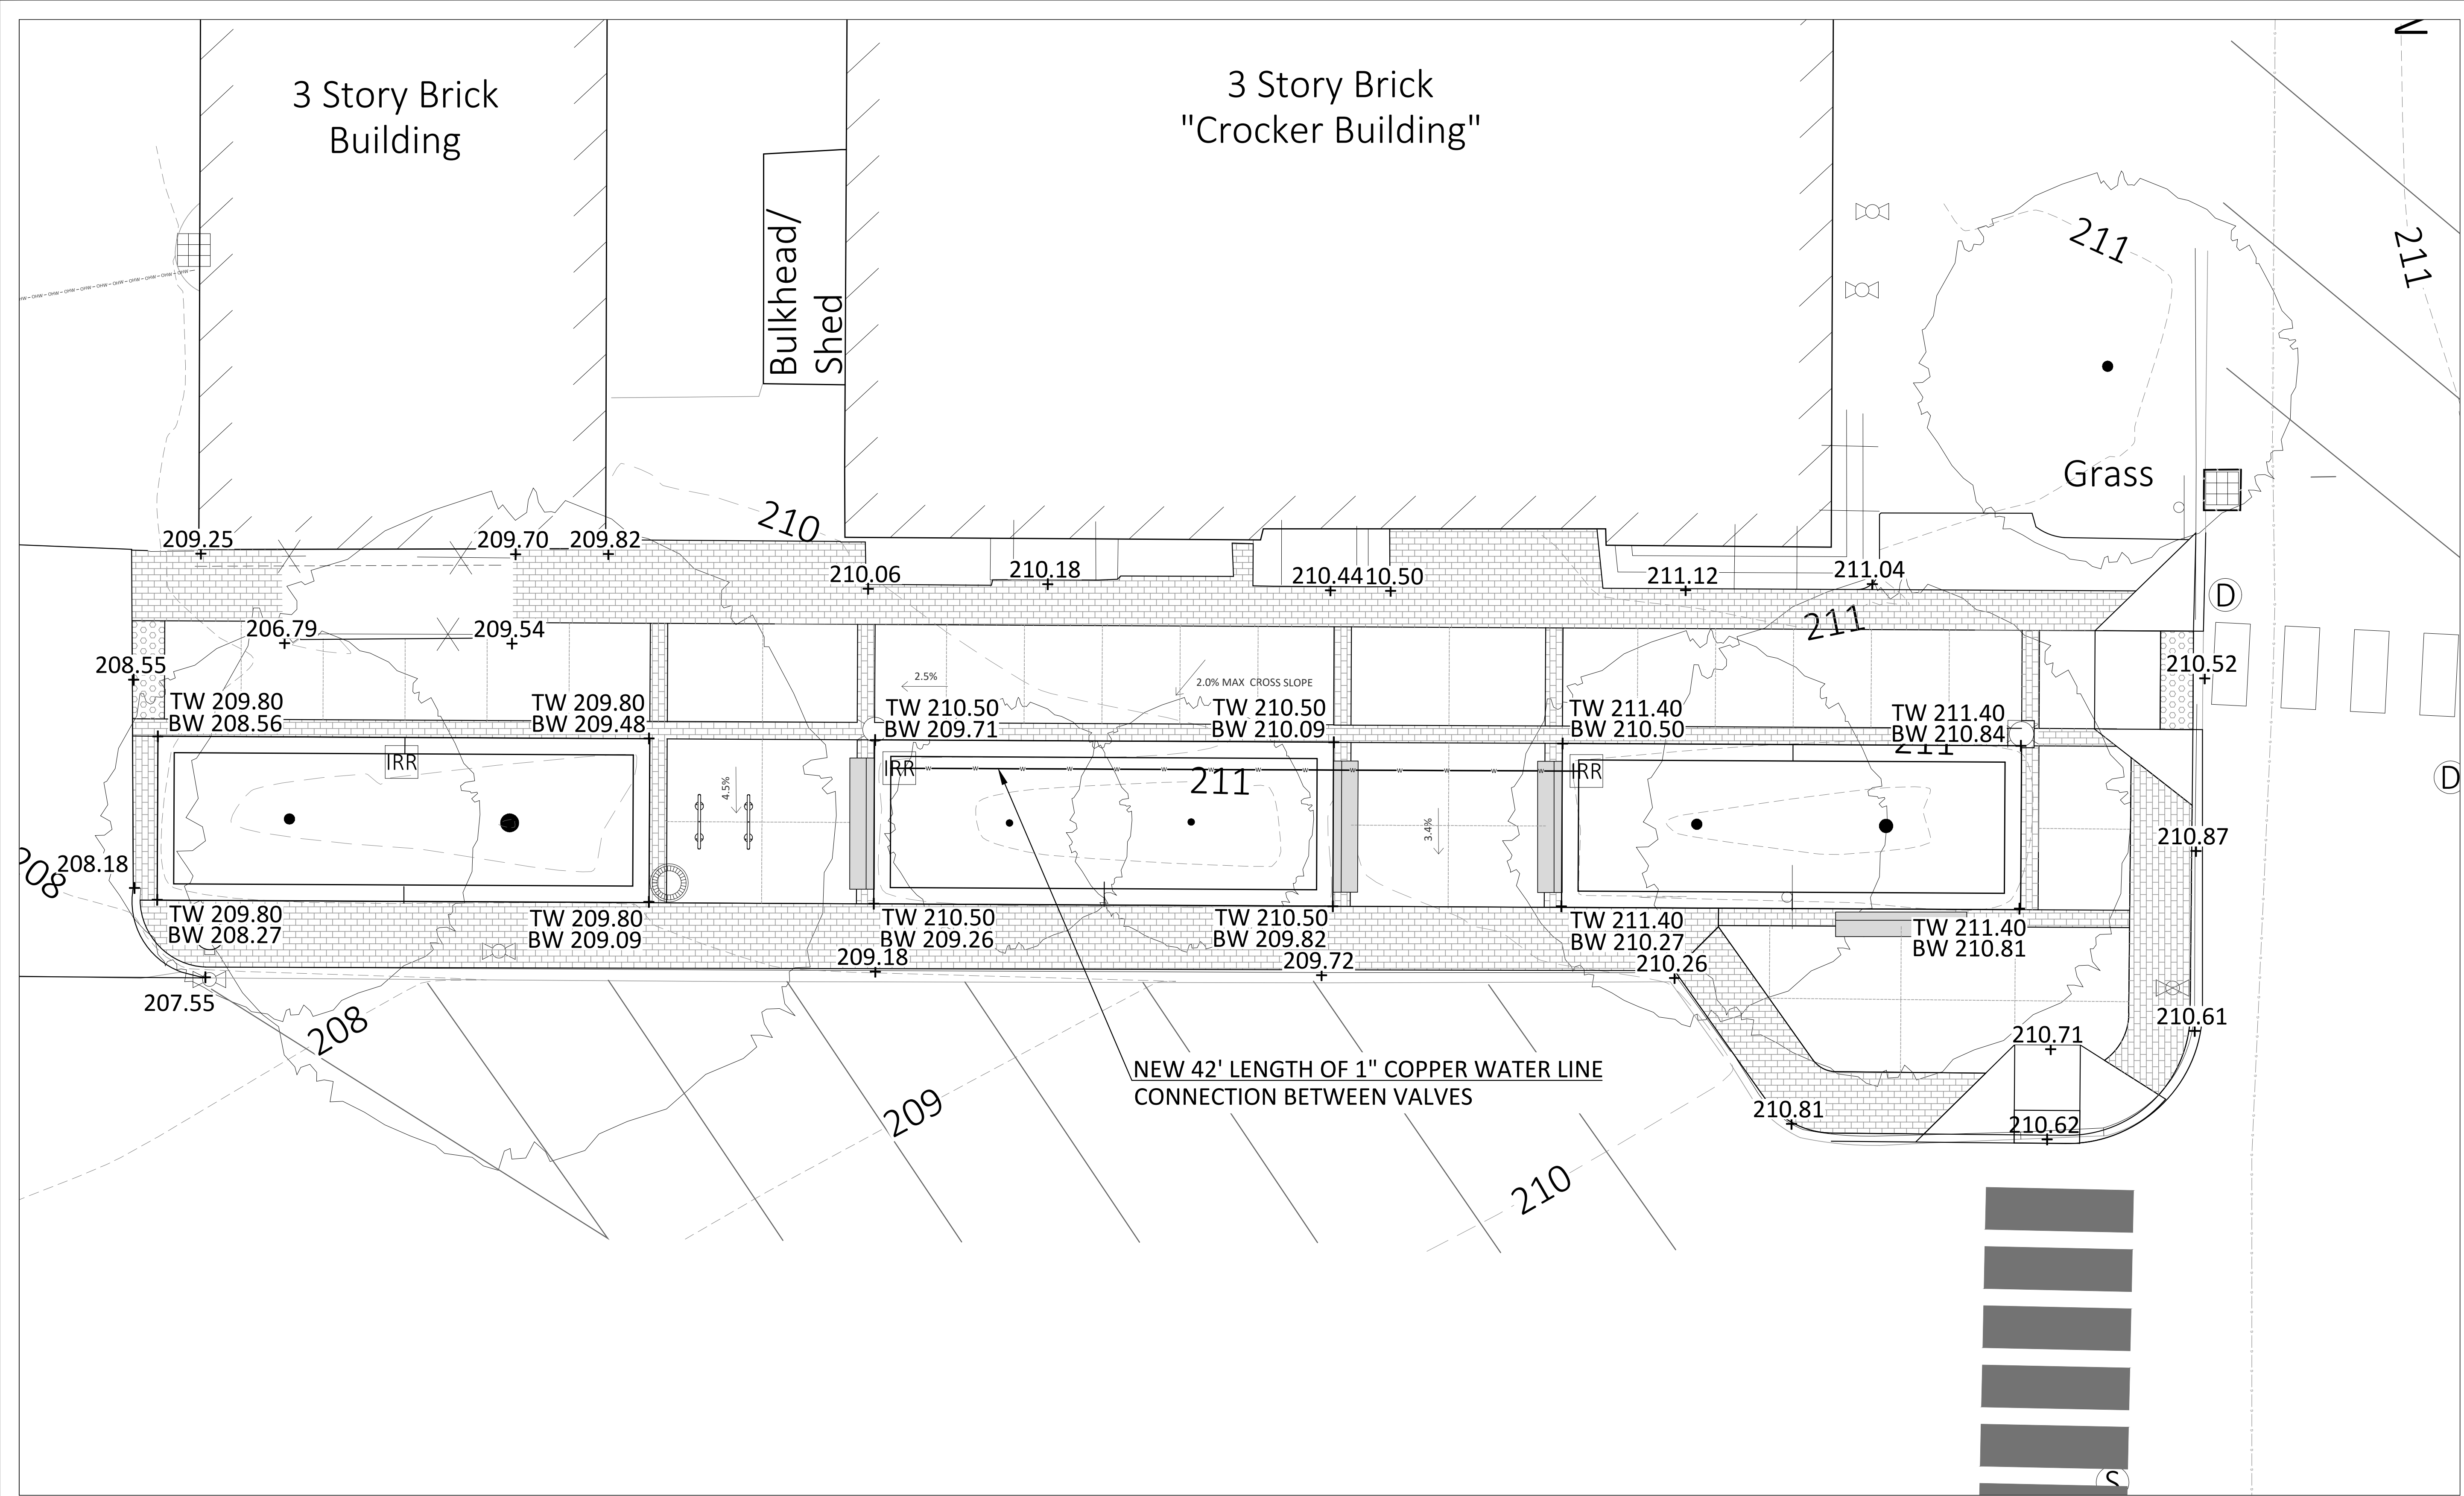 3 Story Brick
Building
3 Story Brick
"Crocker Building"
Bulkhead/
Shed
211
211
Grass
210
209.25
209.70
209.82
210.06
210.18
210.44
10.50
211.12
211.04
211
D
206.79
209.54
208.55
210.52
2.5%
2.0% MAX CROSS SLOPE
TW 209.80
BW 208.56
TW 209.80
BW 209.48
TW 210.50
BW 209.71
TW 210.50
BW 210.09
TW 211.40
BW 210.50
TW 211.40
BW 210.84
211
IRR
IRR
W W W W W W W W W W W W W W
IRR
211
D
4.5%
3.4%
210.87
208
208.18
TW 209.80
BW 208.27
TW 209.80
BW 209.09
TW 210.50
BW 209.26
TW 210.50
BW 209.82
TW 211.40
BW 210.27
TW 211.40
BW 210.81
209.18
209.72
210.26
207.55
208
210.61
210.71
NEW 42' LENGTH OF 1" COPPER WATER LINE
CONNECTION BETWEEN VALVES
209
210.81
210.62
210
S